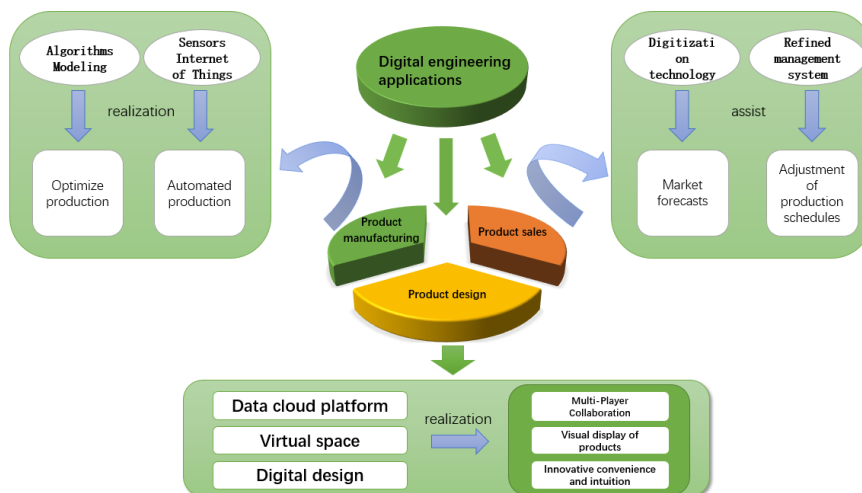 Algorithms
Modeling
Sensors
Internet
of Things
realization
Optimize
production
Automated
production
Digital engineering
applications
Digitizati
on
technology
Refined
management
system
assist
Market
forecasts
Adjustment
of
production
schedules
Product
manufacturing
Product sales
Product design
Data cloud platform
Virtual space
Digital design
realization
Multi-Player
Collaboration
Visual display of
products
Innovative convenience
and intuition